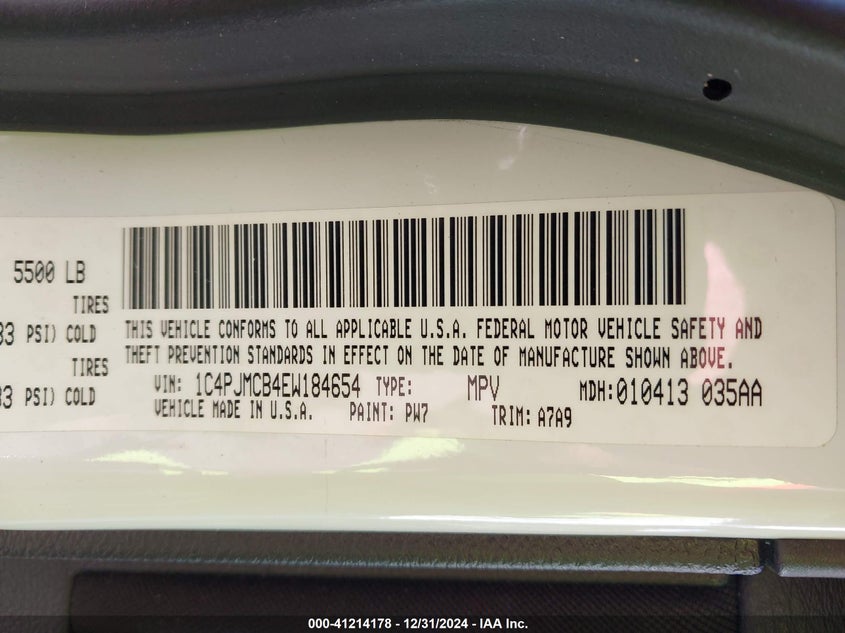 5500 LB
TIRES
33 PSI) COLD
TIRES
33 PSI) COLD
THIS VEHICLE CONFORMS TO ALL APPLICABLE U.S.A. FEDERAL MOTOR VEHICLE SAFETY AND
THEFT PREVENTION STANDARDS IN EFFECT ON THE DATE OF MANUFACTURE SHOWN ABOVE.
VIN: 1C4PJMCB4EW184654 TYPE: MPV MDH: 010413 035AA
VEHICLE MADE IN U.S.A. PAINT: PW7 TRIM: A7A9
000-41214178 - 12/31/2024 - IAA Inc.